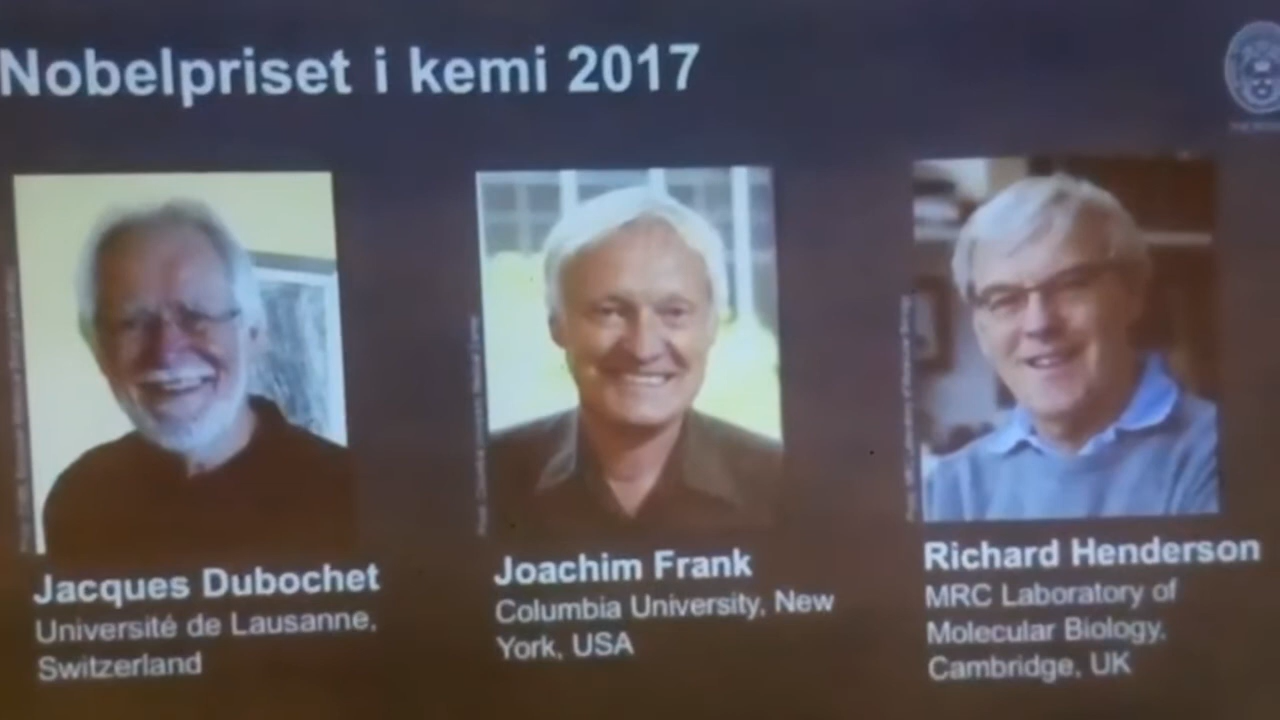 Nobelpriset i kemi 2017
Jacques Dubochet
Université de Lausanne,
Switzerland
Joachim Frank
Columbia University, New
York, USA
Richard Henderson
MRC Laboratory of
Molecular Biology,
Cambridge, UK